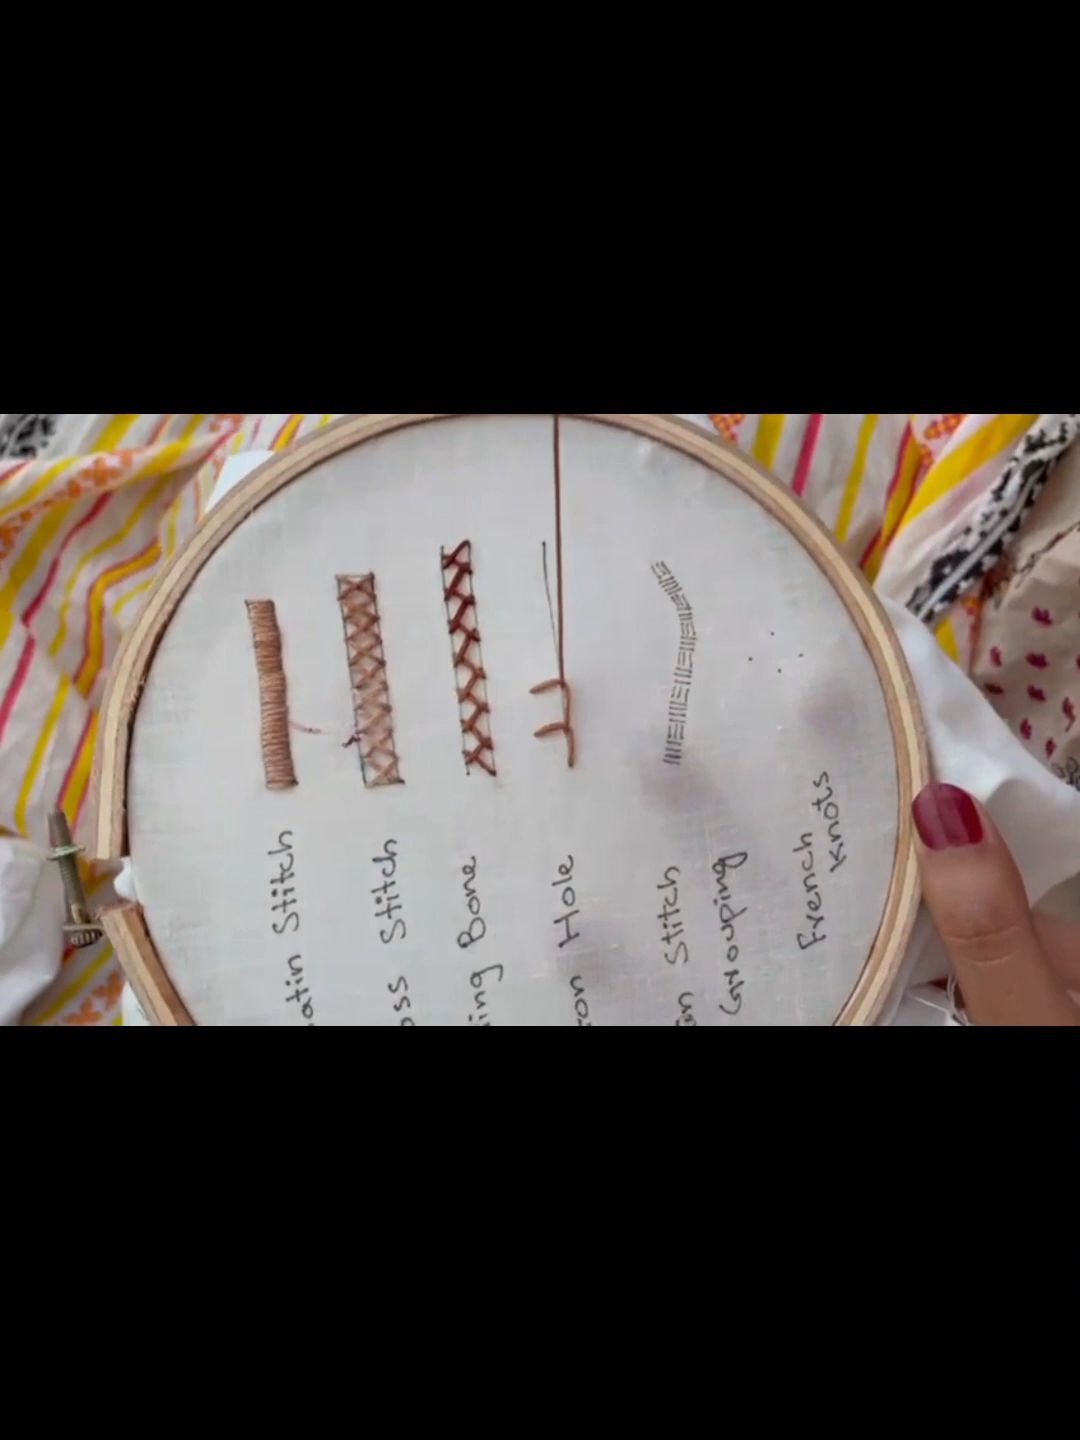 atin Stitch
oss Stitch
ing Bone
on Hole
n Stitch
Grouping
French
Knots